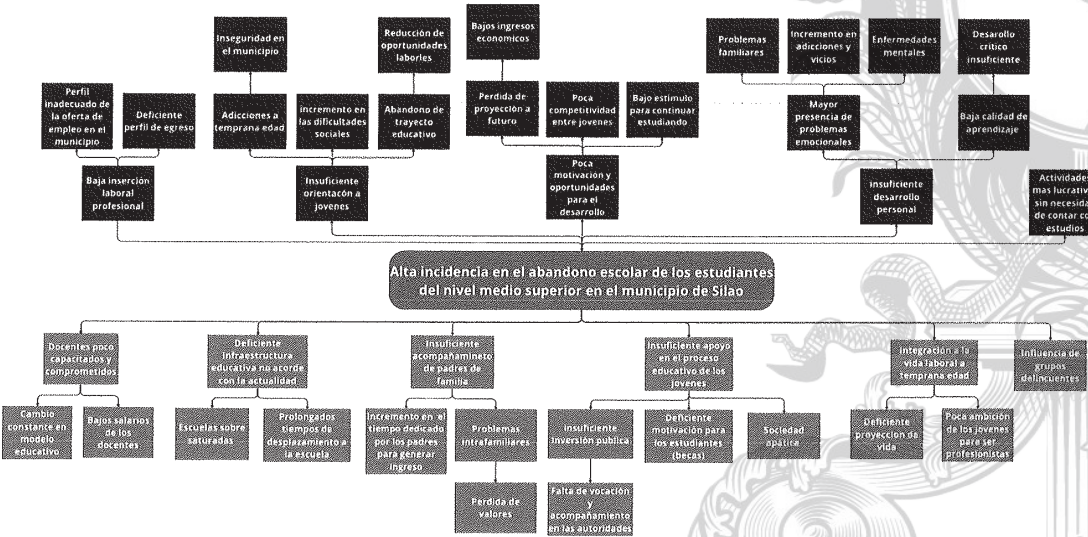 Inseguridad en
el municipio
Reducción de
oportunidades
laborles
Bajos ingresos
economicos
Problemas
familiares
Incremento en
adicciones y
vicios
Enfermedades
mentales
Desarollo
critico
insuficiente
Perfil
inadecuado de
la oferta de
empleo en el
municipio
Deficiente
perfil de egreso
Adicciones a
temprana edad
incremento en
las dificultades
sociales
Abandono de
trayecto
educativo
Perdida de
proyección a
futuro
Poca
competitividad
entre jovenes
Bajo estimulo
para continuar
estudiando
Mayor
presencia de
problemas
emocionales
Baja calidad de
aprendizaje
Baja inserción
laboral
profesional
Insuficiente
orientacón a
jovenes
Poca
motivación y
oportunidades
para el
desarrollo
insuficiente
desarrollo
personal
Actividades
mas lucrativ
sin necesida
de contar co
estudios
Alta incidencia en el abandono escolar de los estudiantes
del nivel medio superior en el municipio de Silao
Docentes poco
capacitados y
comprometidos
Deficiente
infraestructura
educativa no acorde
con la actualidad
Insuficiente
acompañamineto
de padres de
familia
Insuficiente apoyo
en el proceso
educativo de los
jovenes
integración a la
vida laboral a
temprana edad
Influencia de
grupos
delincuentes
Cambio
constante en
modelo
educativo
Bajos salarios
de los
docentes
Escuelas sobre
saturadas
Prolongados
tiempos de
desplazamiento a
la escuela
Incremento en el
tiempo dedicado
por los padres
para generar
ingreso
Problemas
intrafamiliares
insuficiente
inversión publica
Deficiente
motivación para
los estudiantes
(becas)
Sociedad
apática
Deficiente
proyeccion da
vida
Poca ambición
de los jovenes
para ser
profesionistas
Perdida de
valores
Falta de vocación
y
acompañamiento
en las autoridades